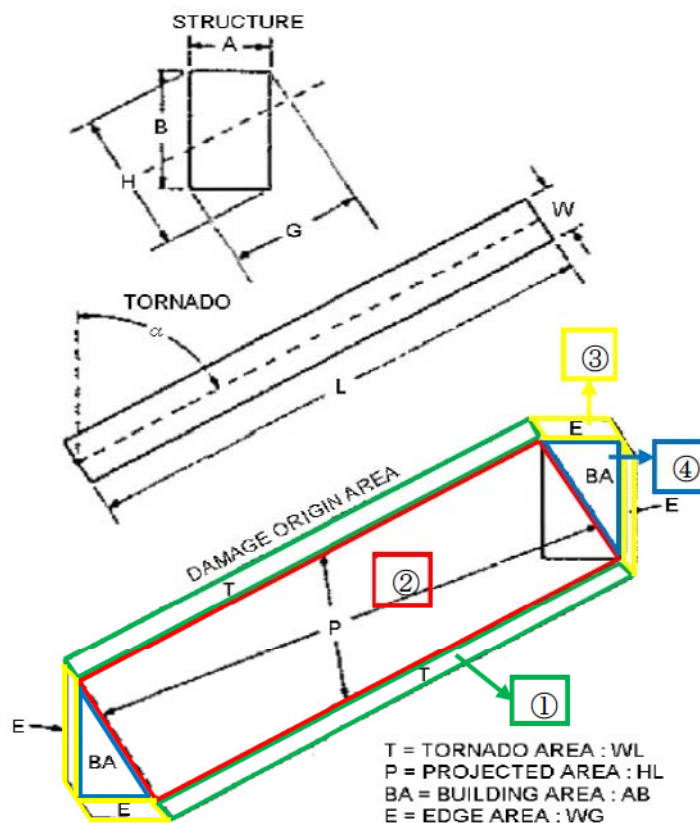 STRUCTURE
A
B
H
G
W
TORNADO
α
L
③
E
④
BA
E
DAMAGE ORIGIN AREA
T
②
P
T
①
E
BA
E
T = TORNADO AREA : WL
P = PROJECTED AREA : HL
BA = BUILDING AREA : AB
E = EDGE AREA : WG